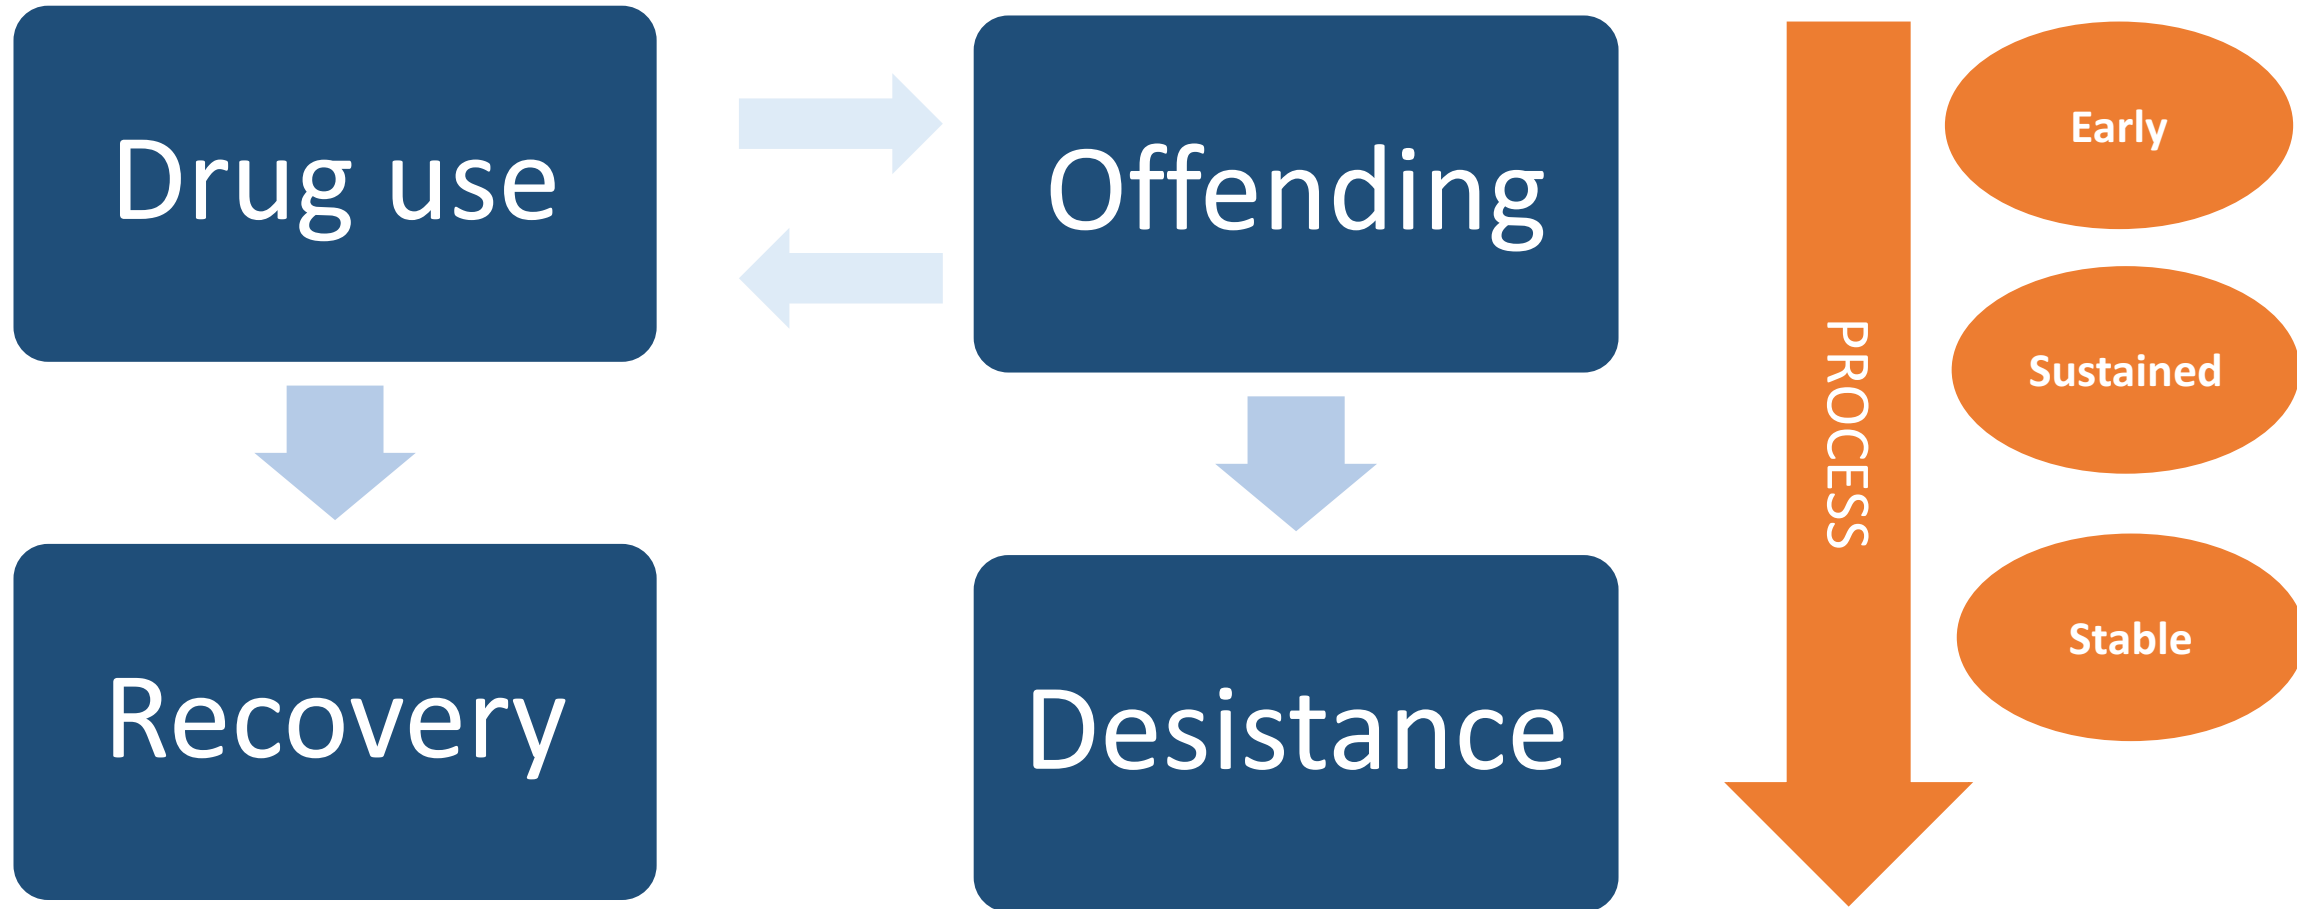 Drug use
Offending
Recovery
Desistance
PROCESS
Early
Sustained
Stable